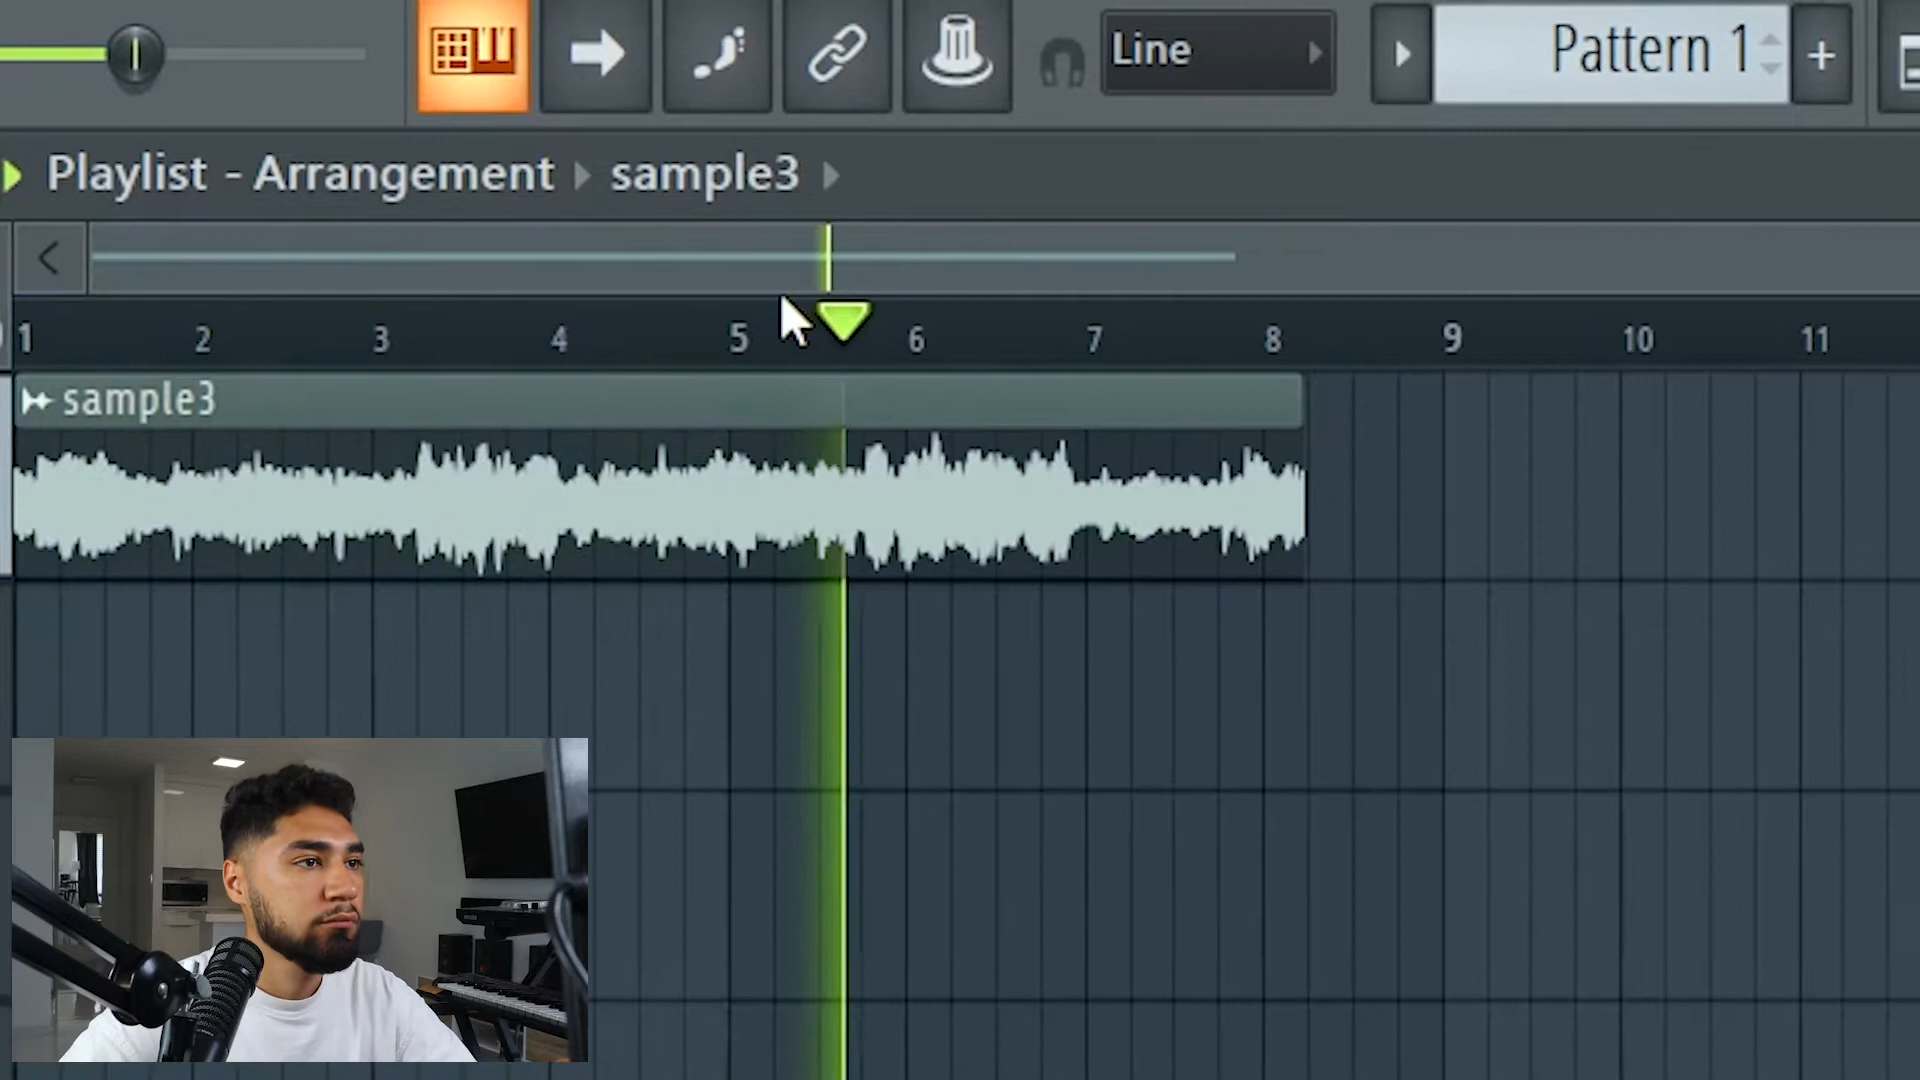 Line
Pattern 1
Playlist - Arrangement sample3
1 2 3 4 5 6 7 8 9 10 11
sample3